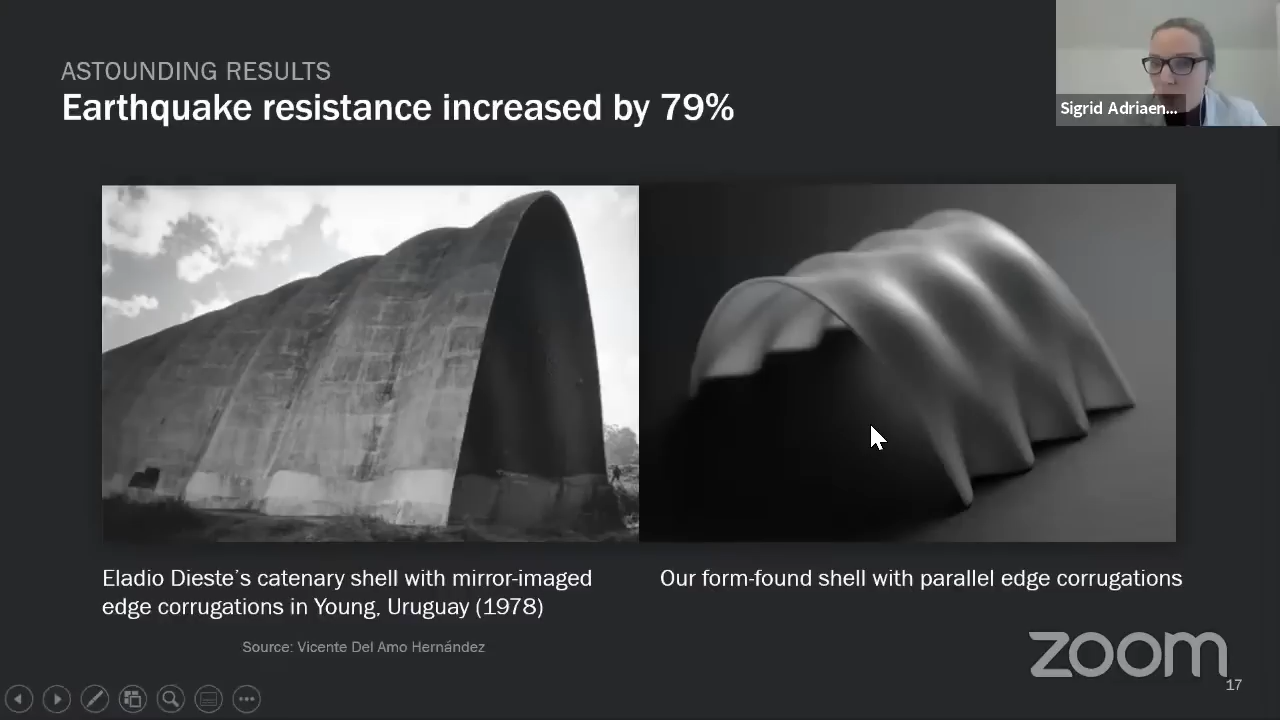 ASTOUNDING RESULTS
Earthquake resistance increased by 79%
Sigrid Adriaen...
Eladio Dieste’s catenary shell with mirror-imaged
edge corrugations in Young, Uruguay (1978)
Source: Vicente Del Amo Hernández
Our form-found shell with parallel edge corrugations
zoom
17